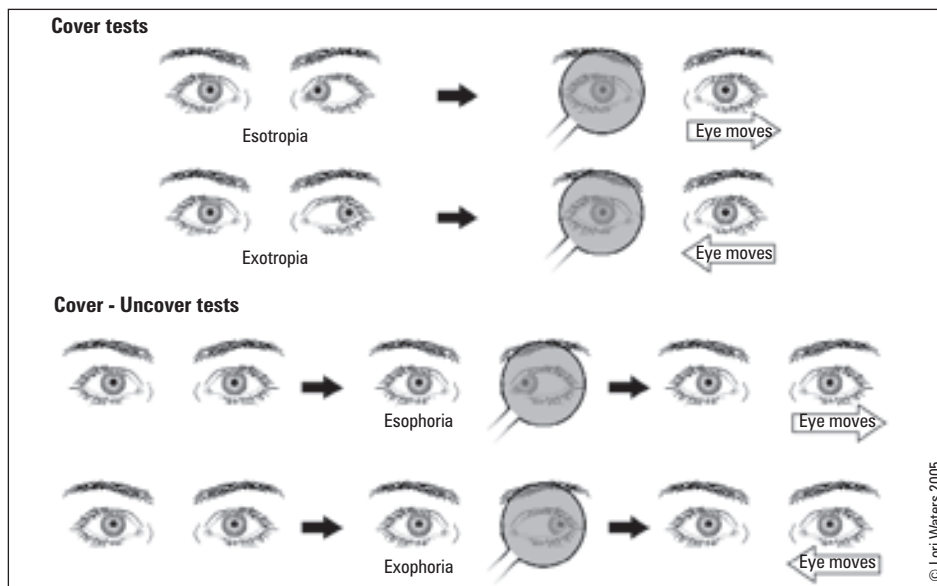 Cover tests
Esotropia
Eye moves
Exotropia
Eye moves
Cover - Uncover tests
Esophoria
Eye moves
Exophoria
Eye moves
© Lori Waters 2005